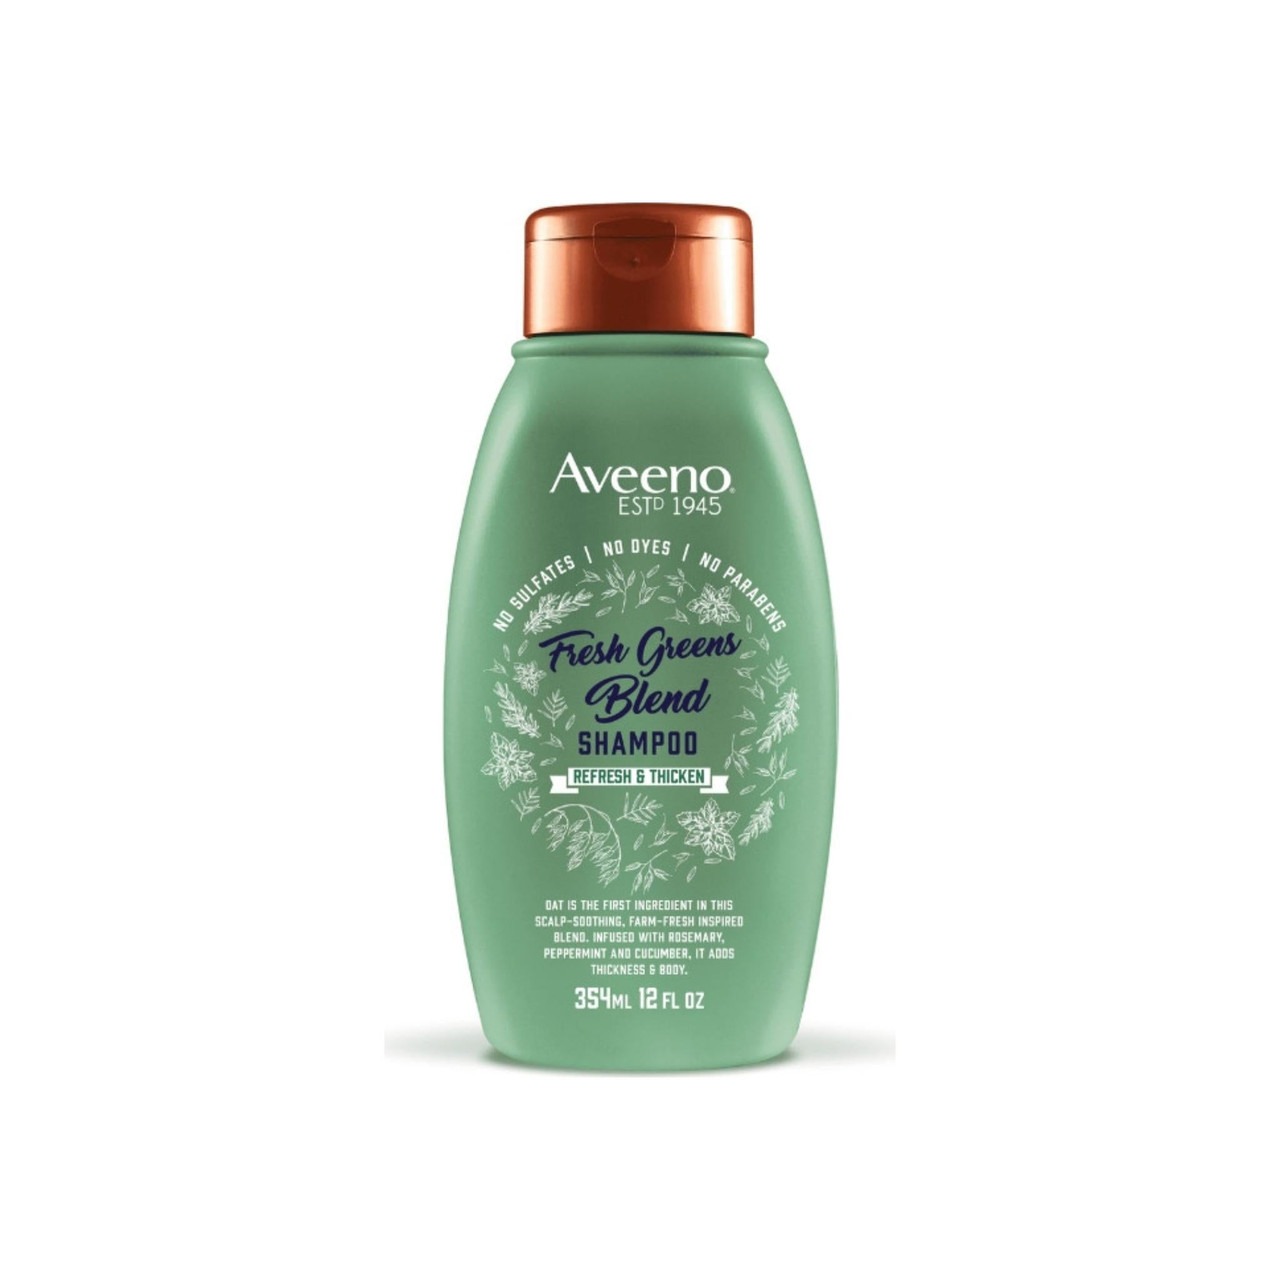 Aveeno®
ESTD 1945
NO SULFATES | NO DYES | NO PARABENS
Fresh Greens
Blend
SHAMPOO
REFRESH & THICKEN
OAT IS THE FIRST INGREDIENT IN THIS
SCALP-SOOTHING, FARM-FRESH INSPIRED
BLEND. INFUSED WITH ROSEMARY,
PEPPERMINT AND CUCUMBER, IT ADDS
THICKNESS & BODY.
354ML 12 FL OZ